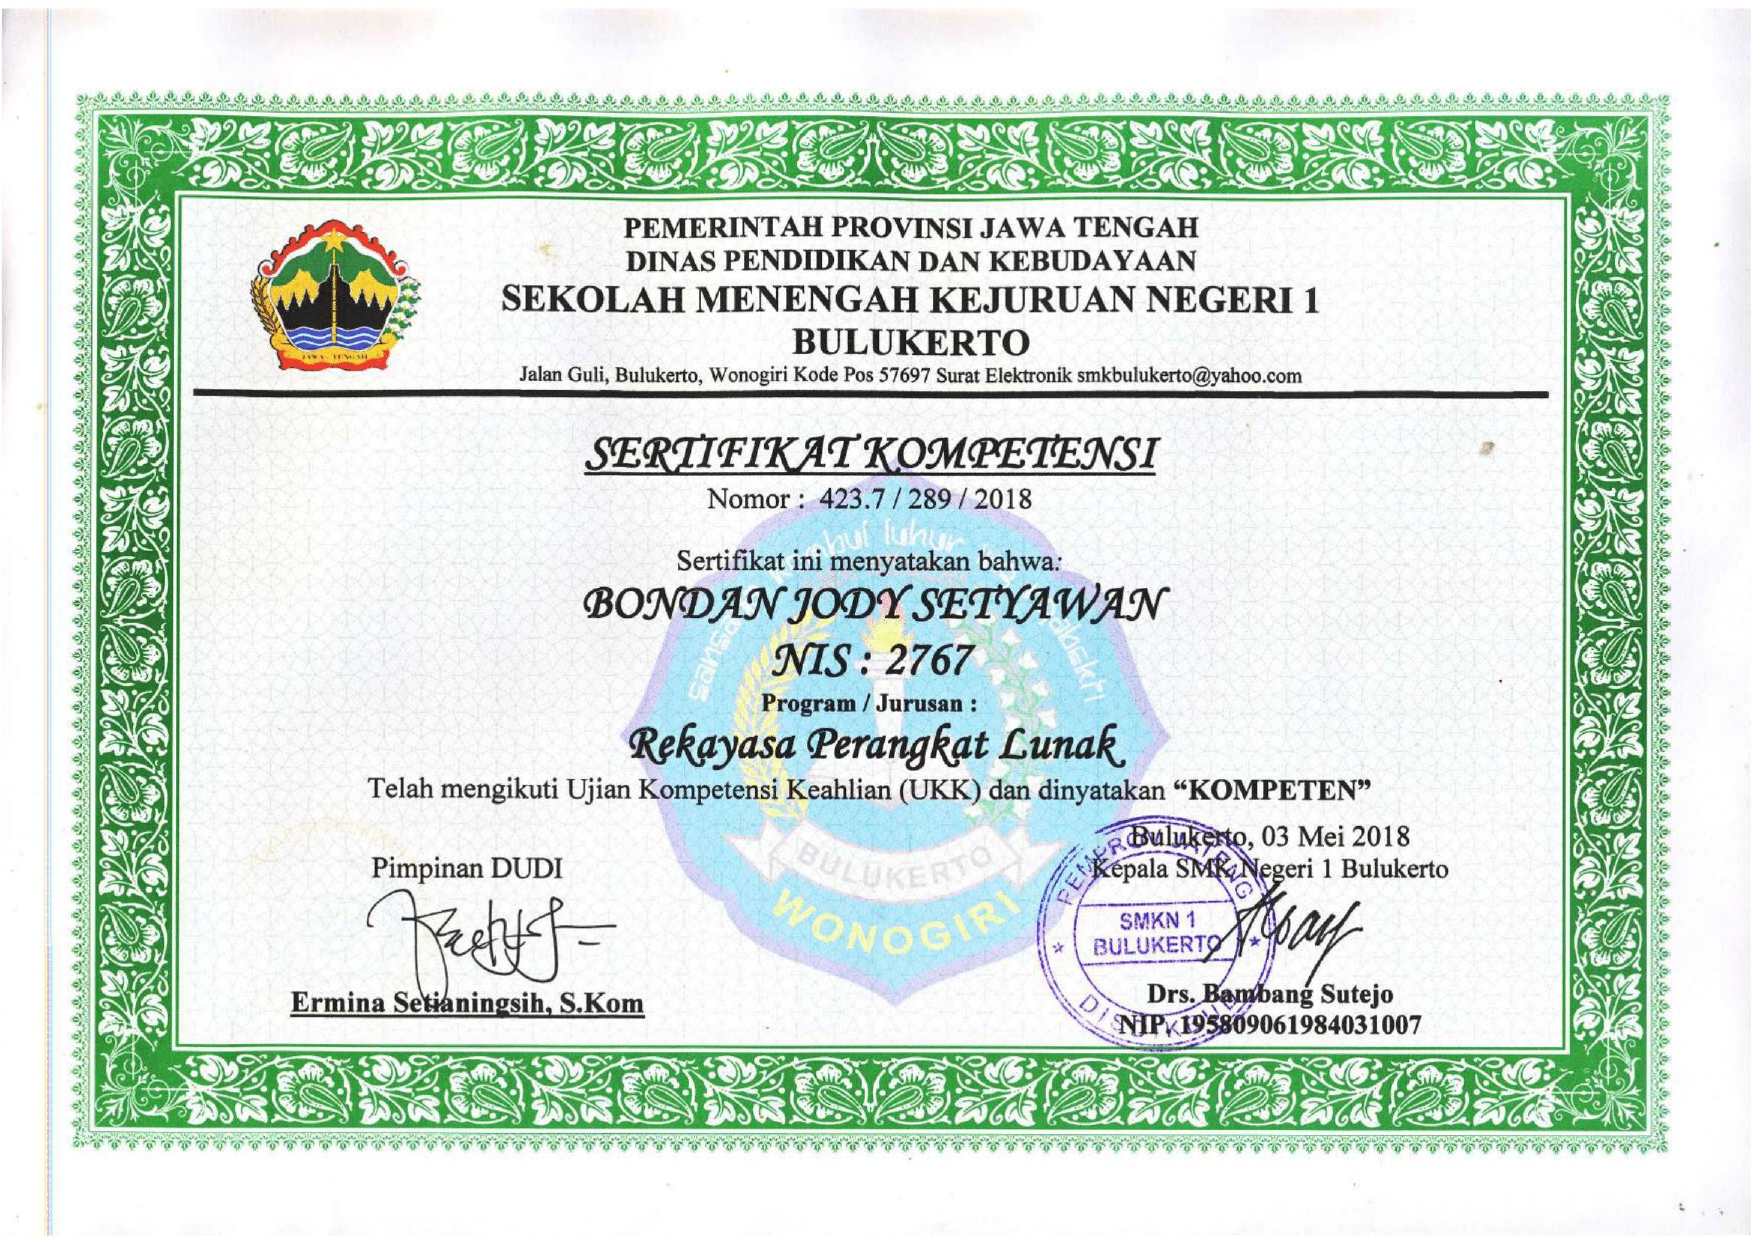 PEMERINTAH PROVINSI JAWA TENGAH
DINAS PENDIDIKAN DAN KEBUDAYAAN
SEKOLAH MENENGAH KEJURUAN NEGERI 1
BULUKERTO
Jalan Guli, Bulukerto, Wonogiri Kode Pos 57697 Surat Elektronik smkbulukerto@yahoo.com
JAWA - TENGAH
SERTIFIKAT KOMPETENSI
Nomor : 423.7 / 289 / 2018
Sertifikat ini menyatakan bahwa:
BONDAN JODY SETYAWAN
NIS : 2767
Program / Jurusan :
Rekayasa Perangkat Lunak
Telah mengikuti Ujian Kompetensi Keahlian (UKK) dan dinyatakan “KOMPETEN”
Bulukerto, 03 Mei 2018
Pimpinan DUDI
Kepala SMK Negeri 1 Bulukerto
BULUKERTO
WONOGIRI
PEMPROV JATENG
SMKN 1
BULUKERTO
Ermina Setianingsih, S.Kom
Drs. Bambang Sutejo
NIP. 195809061984031007